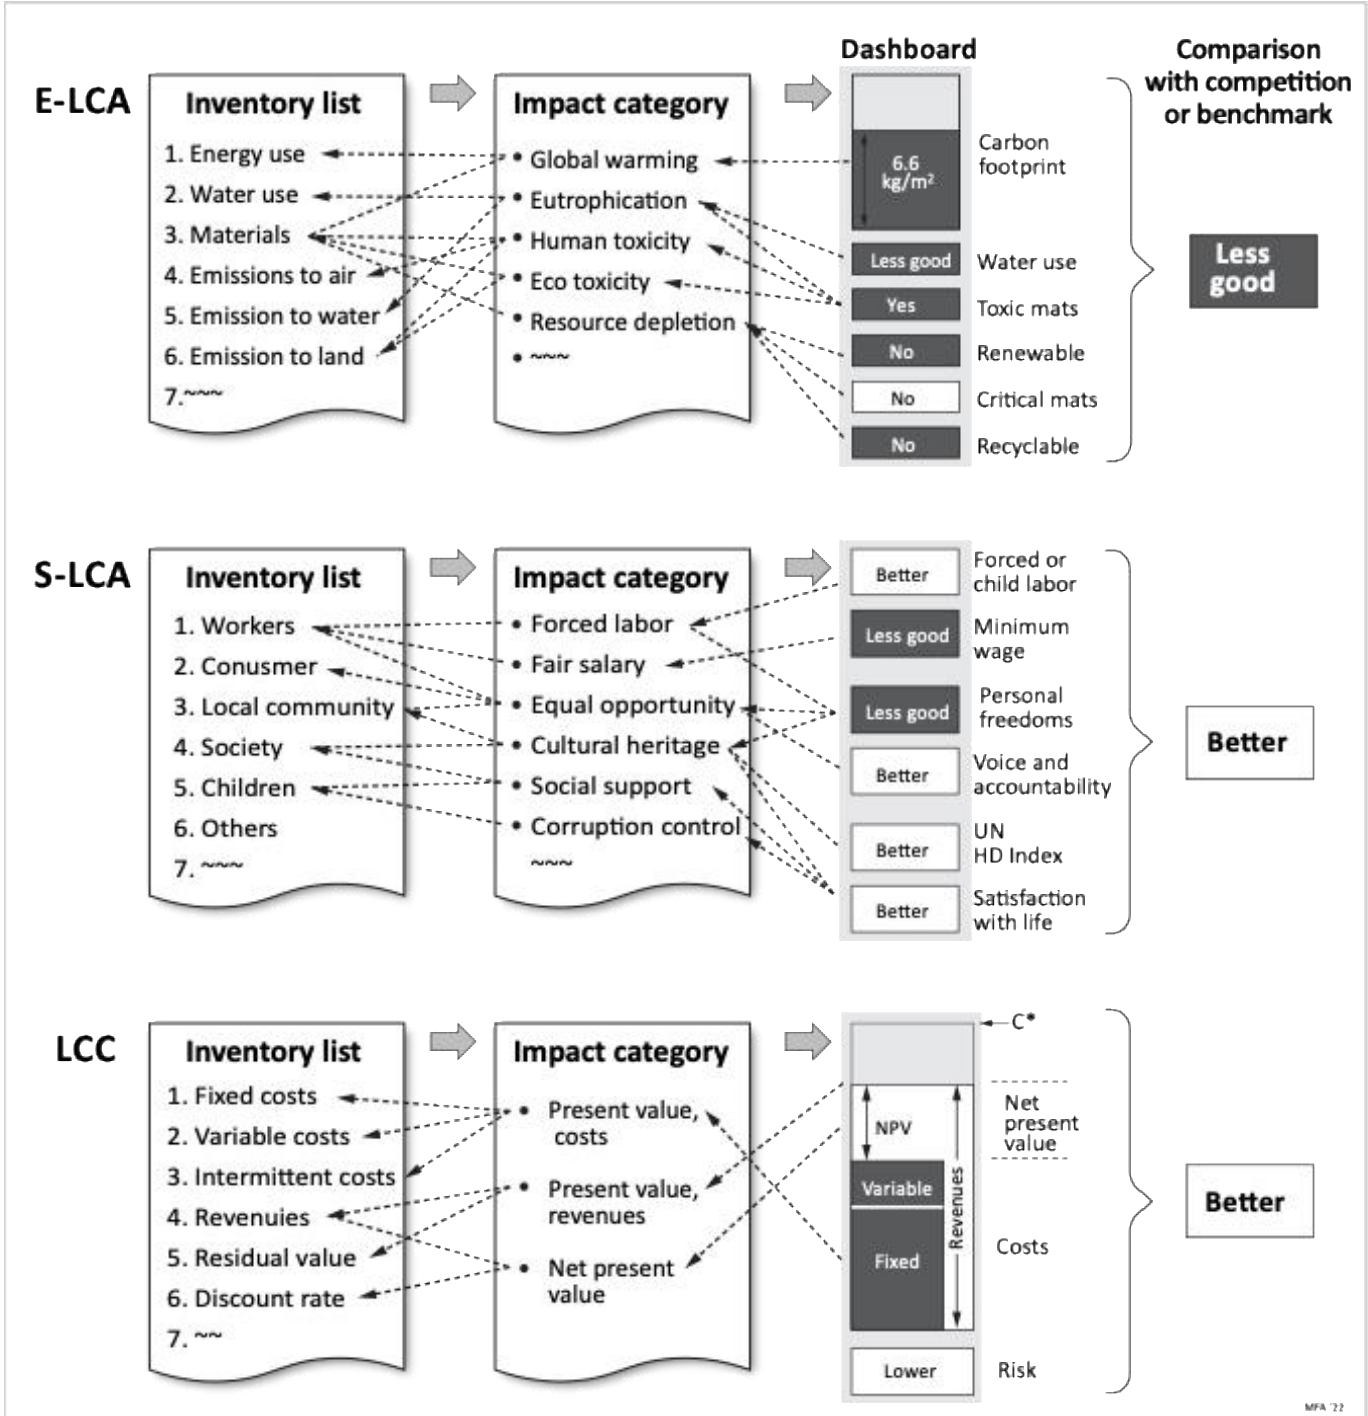 Dashboard
Comparison
with competition
or benchmark
E-LCA
Inventory list
1. Energy use
2. Water use
3. Materials
4. Emissions to air
5. Emission to water
6. Emission to land
7.~~~
Impact category
• Global warming
• Eutrophication
• Human toxicity
• Eco toxicity
• Resource depletion
• ~~~
6.6
kg/m²
Carbon
footprint
Less good
Water use
Yes
Toxic mats
No
Renewable
No
Critical mats
No
Recyclable
Less
good
S-LCA
Inventory list
1. Workers
2. Conusmer
3. Local community
4. Society
5. Children
6. Others
7. ~~~
Impact category
• Forced labor
• Fair salary
• Equal opportunity
• Cultural heritage
• Social support
• Corruption control
~~~
Better
Forced or
child labor
Less good
Minimum
wage
Less good
Personal
freedoms
Better
Voice and
accountability
Better
UN
HD Index
Better
Satisfaction
with life
Better
LCC
Inventory list
1. Fixed costs
2. Variable costs
3. Intermittent costs
4. Revenuies
5. Residual value
6. Discount rate
7. ~~
Impact category
• Present value,
costs
• Present value,
revenues
• Net present
value
C*
NPV
Variable
Fixed
Revenues
Net
present
value
Costs
Lower
Risk
Better
MFA '22